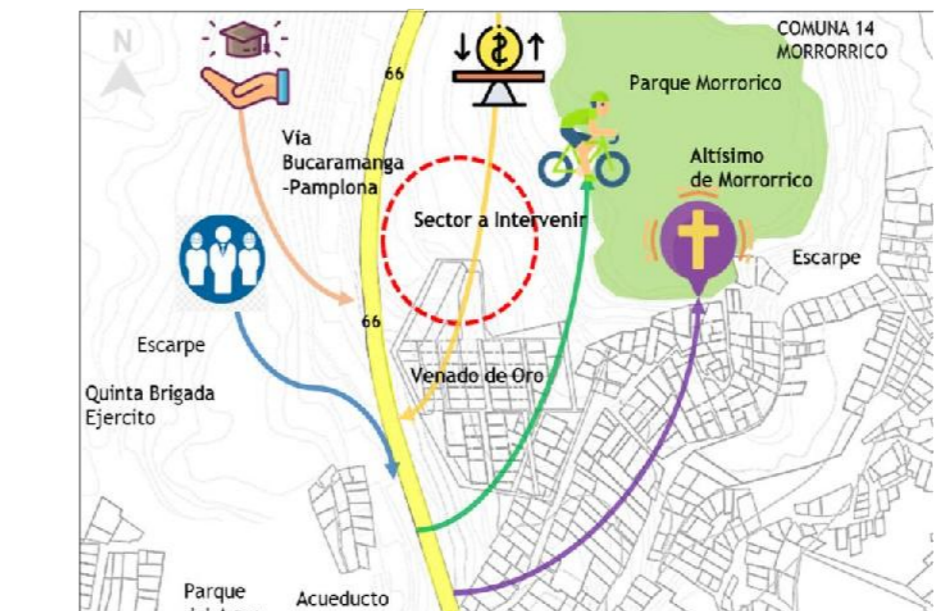 N
COMUNA 14
MORRORRICO
66
Parque Morrorico
Vía
Bucaramanga
-Pamplona
Altísimo
de Morrorrico
Sector a Intervenir
Escarpe
66
Escarpe
Venado de Oro
Quinta Brigada
Ejercito
Parque
Acueducto